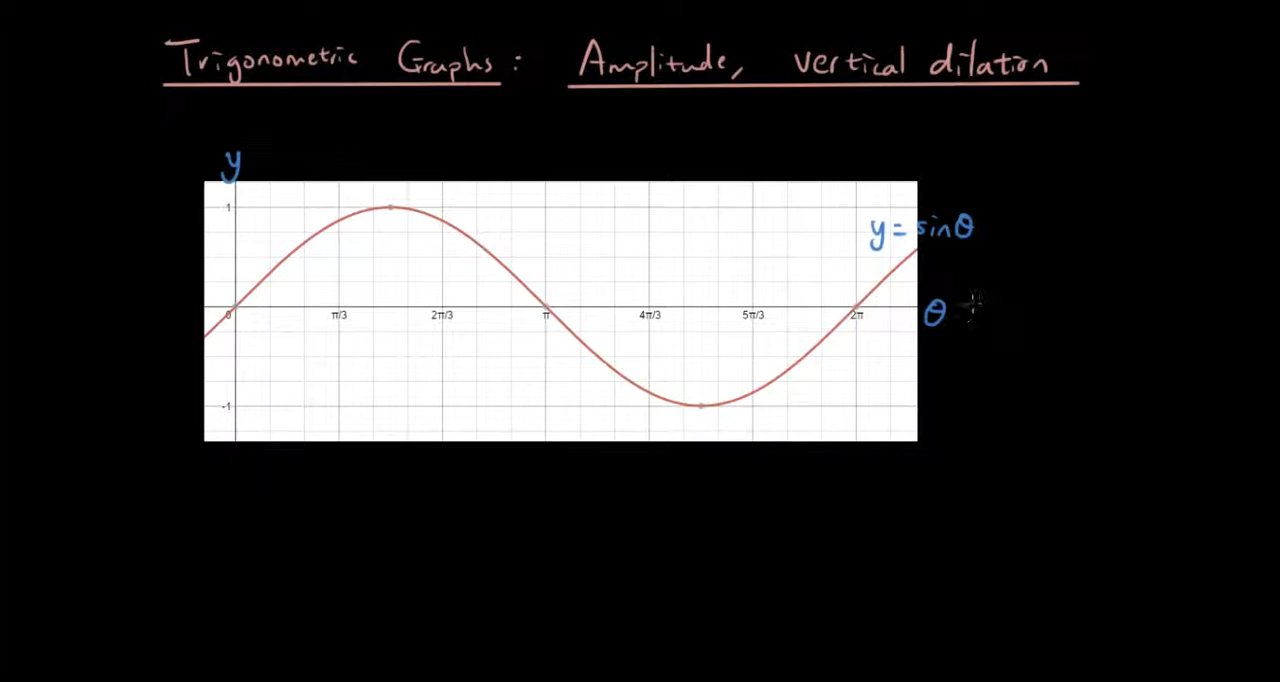 Trigonometric Graphs: Amplitude, vertical dilation
y
1
y = sinθ
0 π/3 2π/3 π 4π/3 5π/3 2π θ
-1